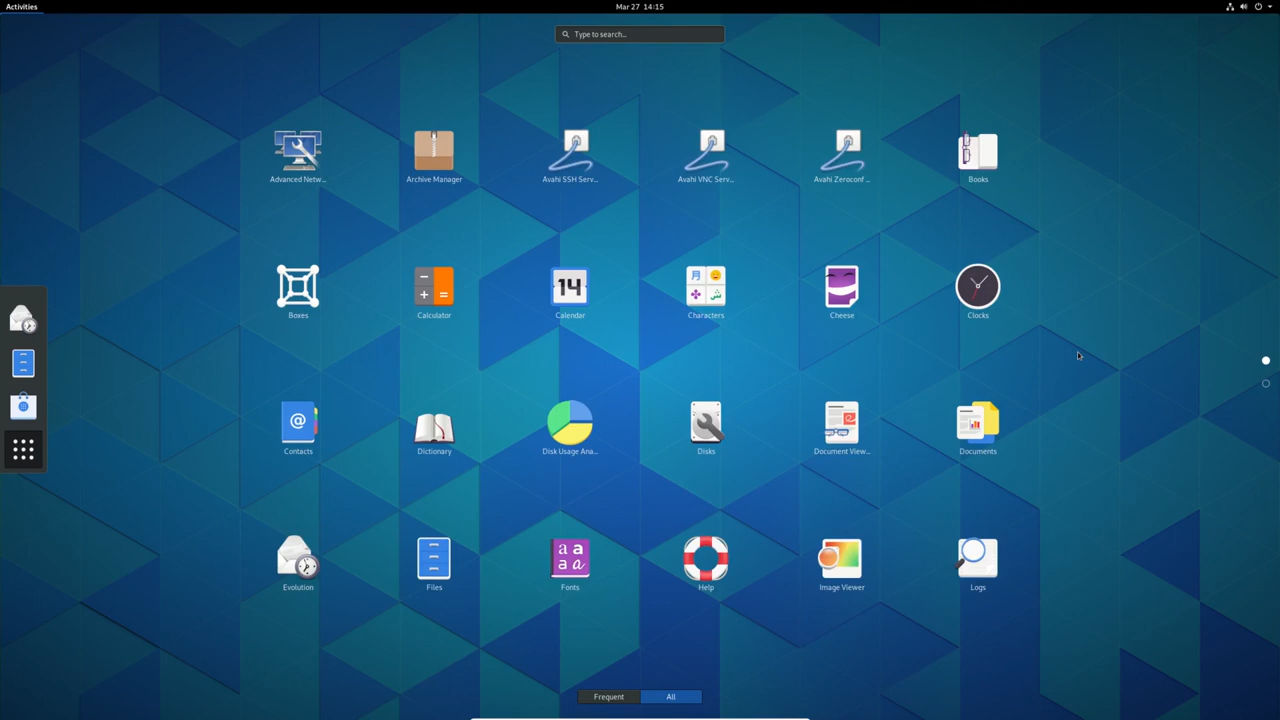 Activities
Mar 27 14:15
Type to search...
Advanced Netw...
Archive Manager
Avahi SSH Serv...
Avahi VNC Serv...
Avahi Zeroconf ...
Books
Boxes
14
Calculator
Calendar
月
ش
Characters
Cheese
Clocks
@
Contacts
Dictionary
Disk Usage Ana...
Disks
Document View...
Documents
Evolution
Files
a a
a a
Fonts
Help
Image Viewer
Logs
Frequent
All